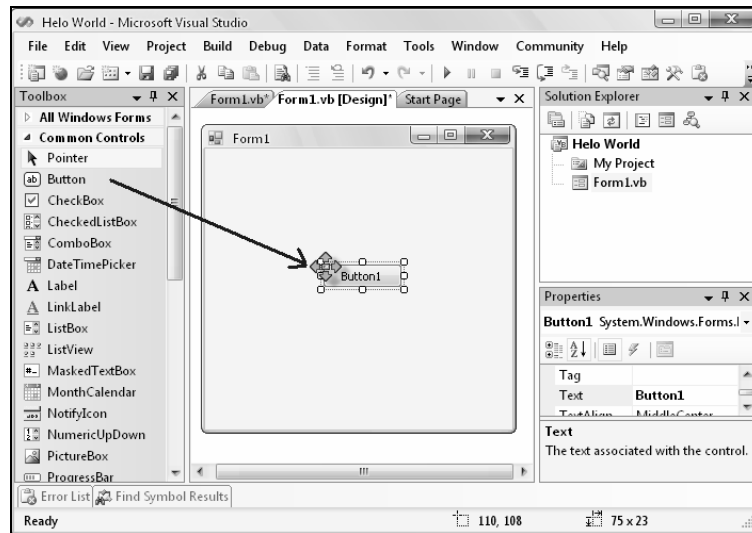 Helo World - Microsoft Visual Studio
File Edit View Project Build Debug Data Format Tools Window Community Help
Toolbox
All Windows Forms
Common Controls
Pointer
Button
CheckBox
CheckedListBox
ComboBox
DateTimePicker
A Label
A LinkLabel
ListBox
ListView
MaskedTextBox
MonthCalendar
NotifyIcon
NumericUpDown
PictureBox
ProgressBar
Form1.vb* Form1.vb [Design]* Start Page
Form1
Button1
Solution Explorer
Helo World
My Project
Form1.vb
Properties
Button1 System.Windows.Forms.
Tag
Text Button1
TextAlign MiddleCenter
Text
The text associated with the control.
Error List Find Symbol Results
Ready 110, 108 75 x 23